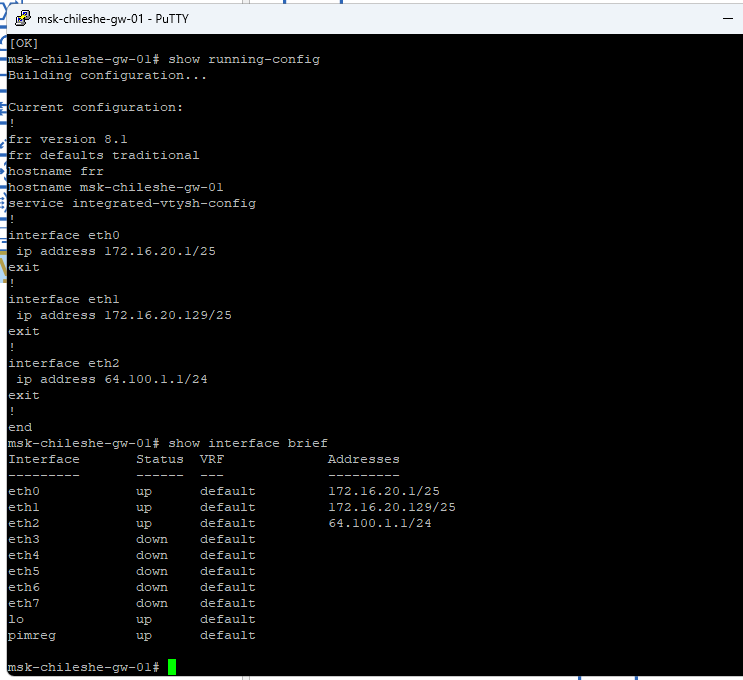 msk-chileshe-gw-01 - PuTTY
[OK]
msk-chileshe-gw-01# show running-config
Building configuration...

Current configuration:
!
frr version 8.1
frr defaults traditional
hostname frr
hostname msk-chileshe-gw-01
service integrated-vtysh-config
!
interface eth0
 ip address 172.16.20.1/25
exit
!
interface eth1
 ip address 172.16.20.129/25
exit
!
interface eth2
 ip address 64.100.1.1/24
exit
!
end
msk-chileshe-gw-01# show interface brief
Interface       Status  VRF             Addresses
---------       ------  ---             ---------
eth0            up      default         172.16.20.1/25
eth1            up      default         172.16.20.129/25
eth2            up      default         64.100.1.1/24
eth3            down    default
eth4            down    default
eth5            down    default
eth6            down    default
eth7            down    default
lo              up      default
pimreg          up      default

msk-chileshe-gw-01#